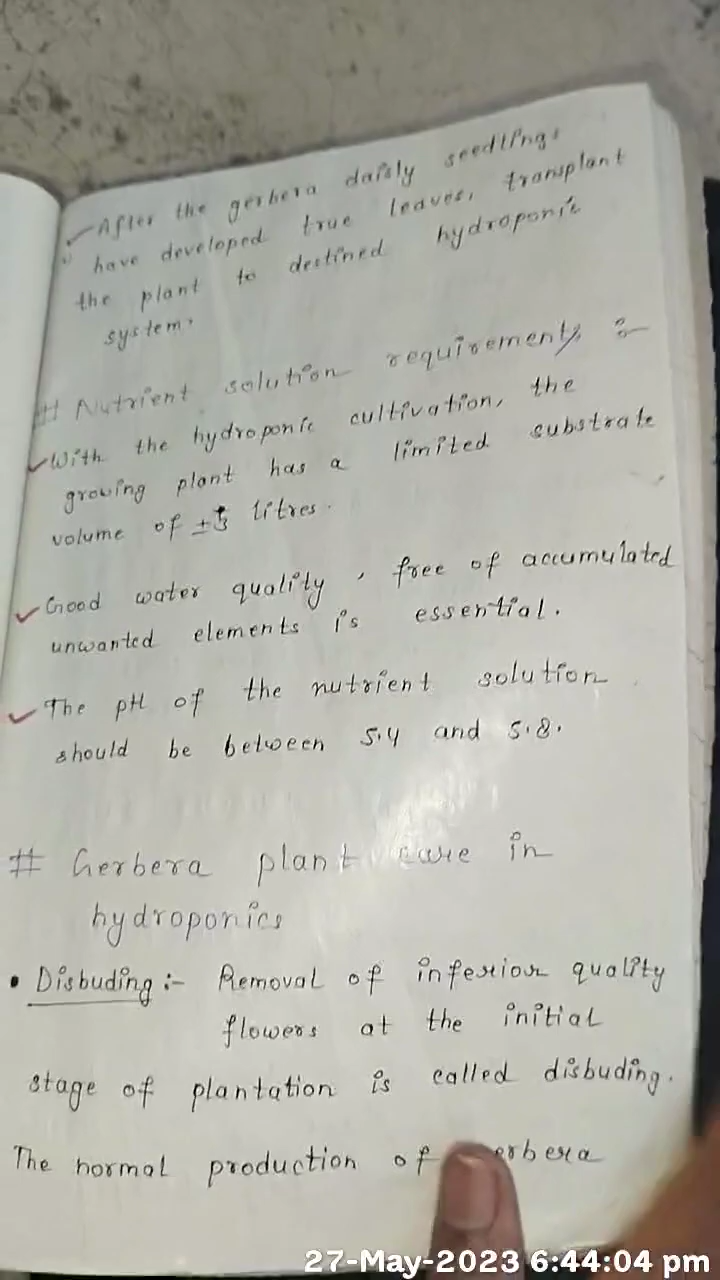 After the gerbera daisly seedlings
have developed true leaves, transplant
the plant to destined hydroponic
system.
# Nutrient solution requirements :-
With the hydroponic cultivation, the
growing plant has a limited substrate
volume of ±3 litres.
Good water quality, free of accumulated
unwanted elements is essential.
The pH of the nutrient solution
should be between 5.4 and 5.8.
# Gerbera plant care in
hydroponics
• Disbuding :- Removal of inferior quality
flowers at the initial
stage of plantation is called disbuding.
The normal production of erbera
27-May-2023 6:44:04 pm